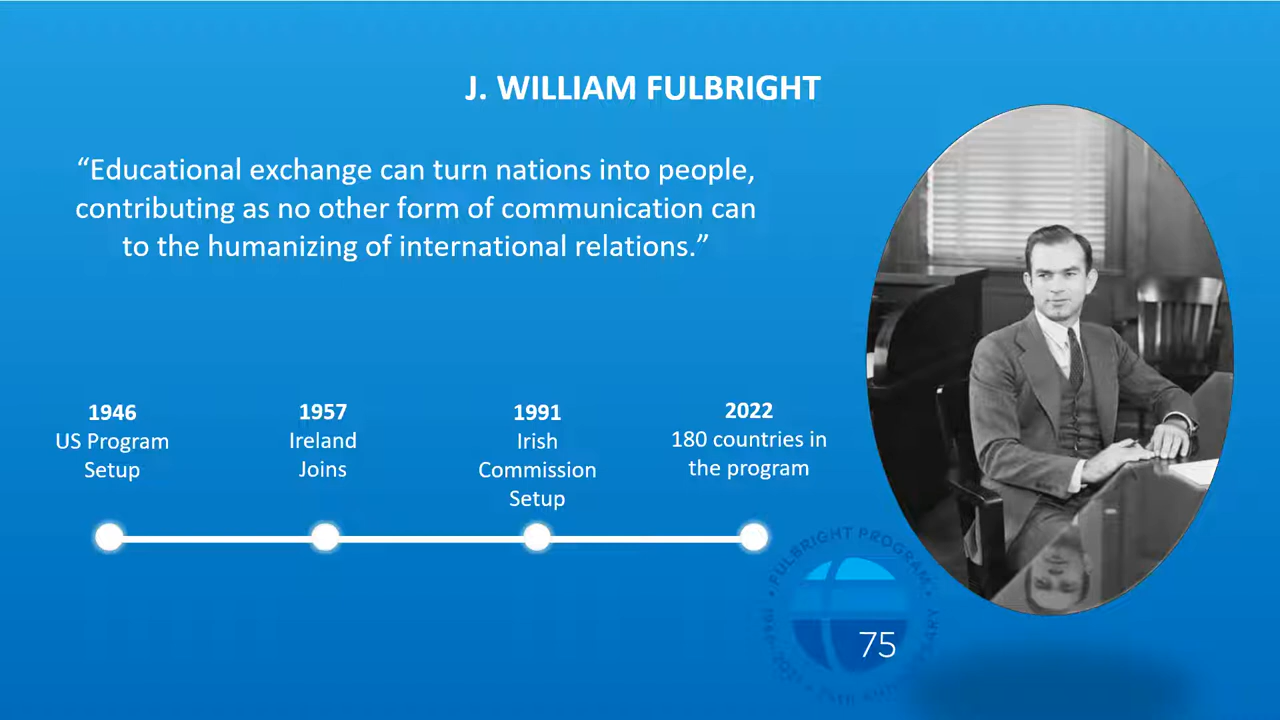 J. WILLIAM FULBRIGHT
“Educational exchange can turn nations into people,
contributing as no other form of communication can
to the humanizing of international relations.”
1946
US Program
Setup
1957
Ireland
Joins
1991
Irish
Commission
Setup
2022
180 countries in
the program
• FULBRIGHT PROGRAM •
75